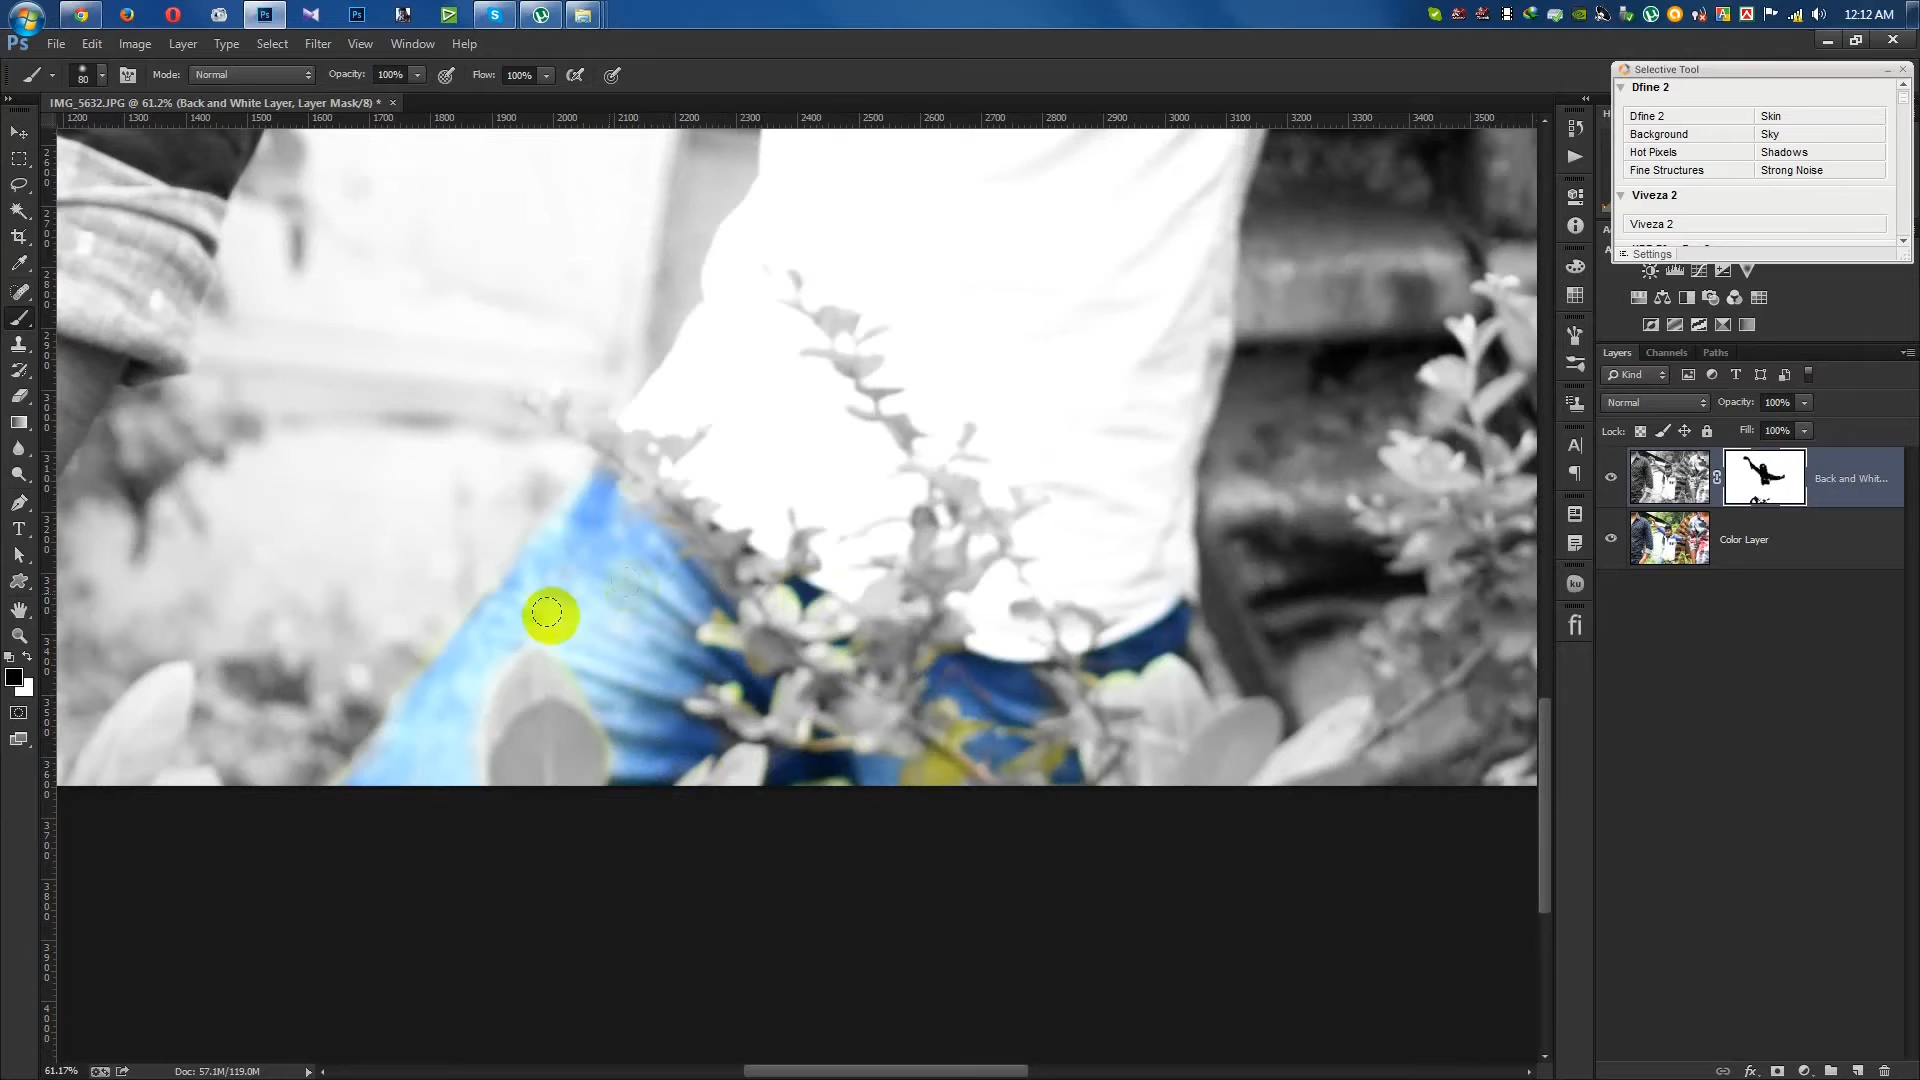 12:12 AM
Ps File Edit Image Layer Type Select Filter View Window Help
80 Mode: Normal Opacity: 100% Flow: 100%
Selective Tool
IMG_5632.JPG @ 61.2% (Back and White Layer, Layer Mask/8) * ×
1200 1300 1400 1500 1600 1700 1800 1900 2000 2100 2200 2300 2400 2500 2600 2700 2800 2900 3000 3100 3200 3300 3400 3500
Dfine 2
Dfine 2 Skin
Background Sky
Hot Pixels Shadows
Fine Structures Strong Noise
Viveza 2
Viveza 2
Settings
Layers Channels Paths
Kind
Normal Opacity: 100%
Lock: Fill: 100%
Back and Whit...
Color Layer
61.17% Doc: 57.1M/119.0M